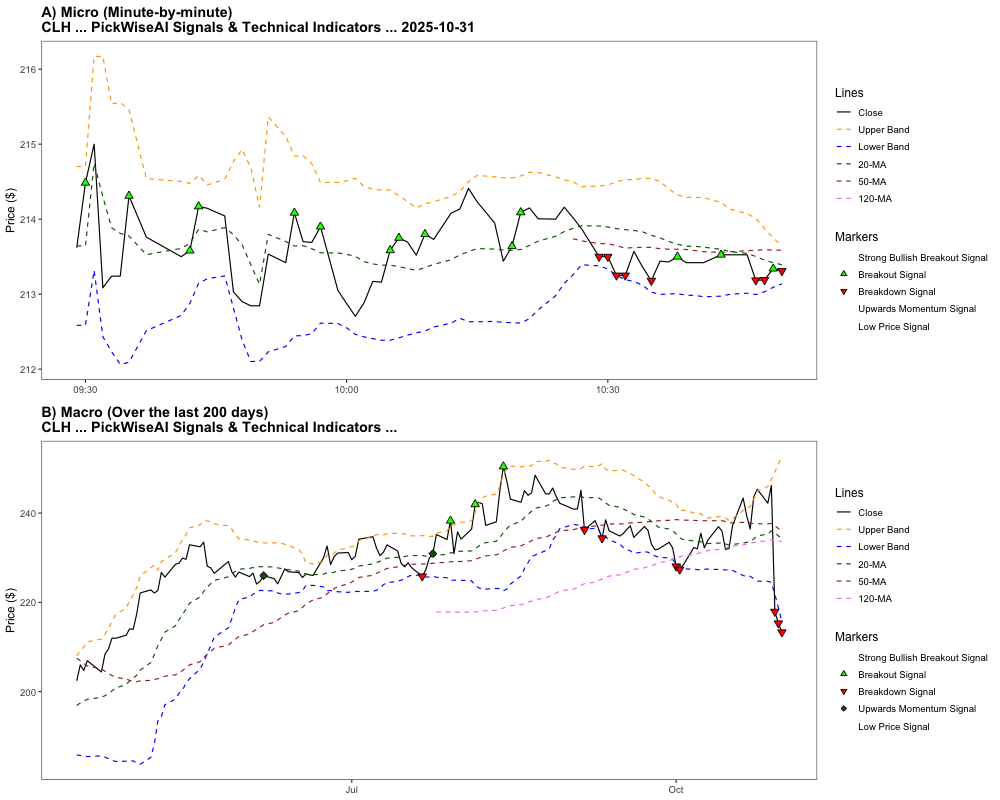 A) Micro (Minute-by-minute)
CLH ... PickWiseAI Signals & Technical Indicators ... 2025-10-31
216
215
214
213
212
Price ($)
09:30
10:00
10:30
Lines
Close
Upper Band
Lower Band
20-MA
50-MA
120-MA
Markers
Strong Bullish Breakout Signal
Breakout Signal
Breakdown Signal
Upwards Momentum Signal
Low Price Signal
B) Macro (Over the last 200 days)
CLH ... PickWiseAI Signals & Technical Indicators ...
240
220
200
Price ($)
Jul
Oct
Lines
Close
Upper Band
Lower Band
20-MA
50-MA
120-MA
Markers
Strong Bullish Breakout Signal
Breakout Signal
Breakdown Signal
Upwards Momentum Signal
Low Price Signal